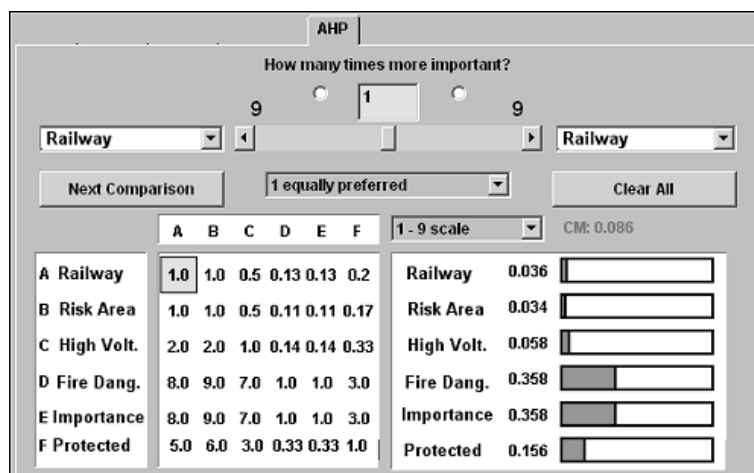 AHP
How many times more important?
9 1 9
Railway Railway
Next Comparison 1 equally preferred Clear All
A B C D E F 1 - 9 scale CM: 0.086
A Railway 1.0 1.0 0.5 0.13 0.13 0.2 Railway 0.036
B Risk Area 1.0 1.0 0.5 0.11 0.11 0.17 Risk Area 0.034
C High Volt. 2.0 2.0 1.0 0.14 0.14 0.33 High Volt. 0.058
D Fire Dang. 8.0 9.0 7.0 1.0 1.0 3.0 Fire Dang. 0.358
E Importance 8.0 9.0 7.0 1.0 1.0 3.0 Importance 0.358
F Protected 5.0 6.0 3.0 0.33 0.33 1.0 Protected 0.156